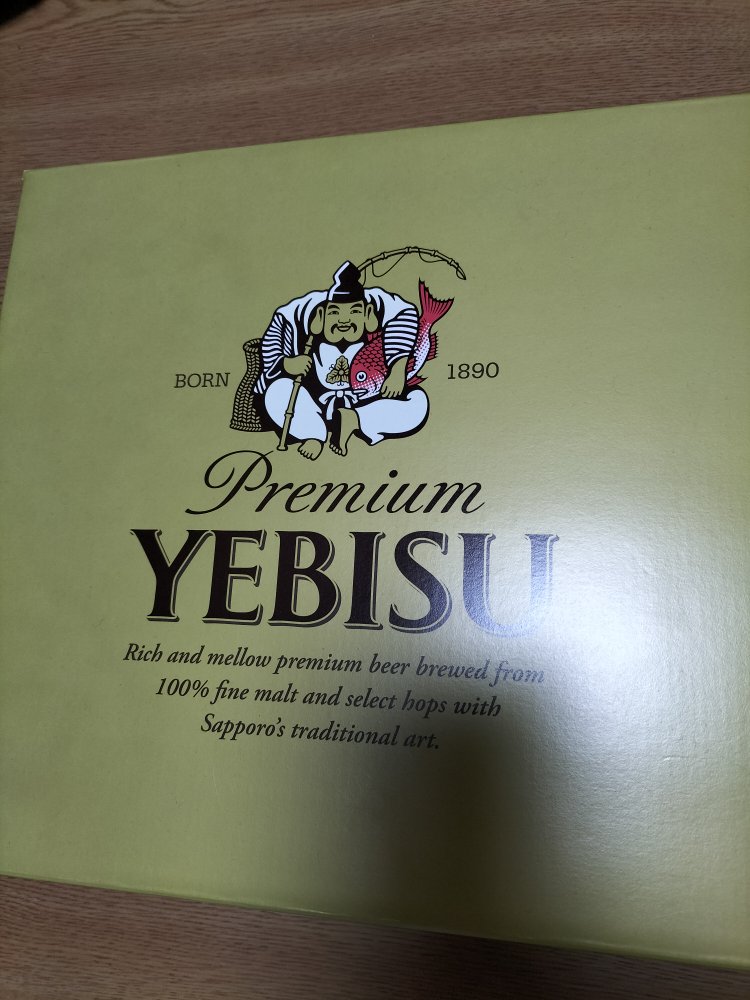 BORN 1890
Premium
YEBISU
Rich and mellow premium beer brewed from
100% fine malt and select hops with
Sapporo's traditional art.